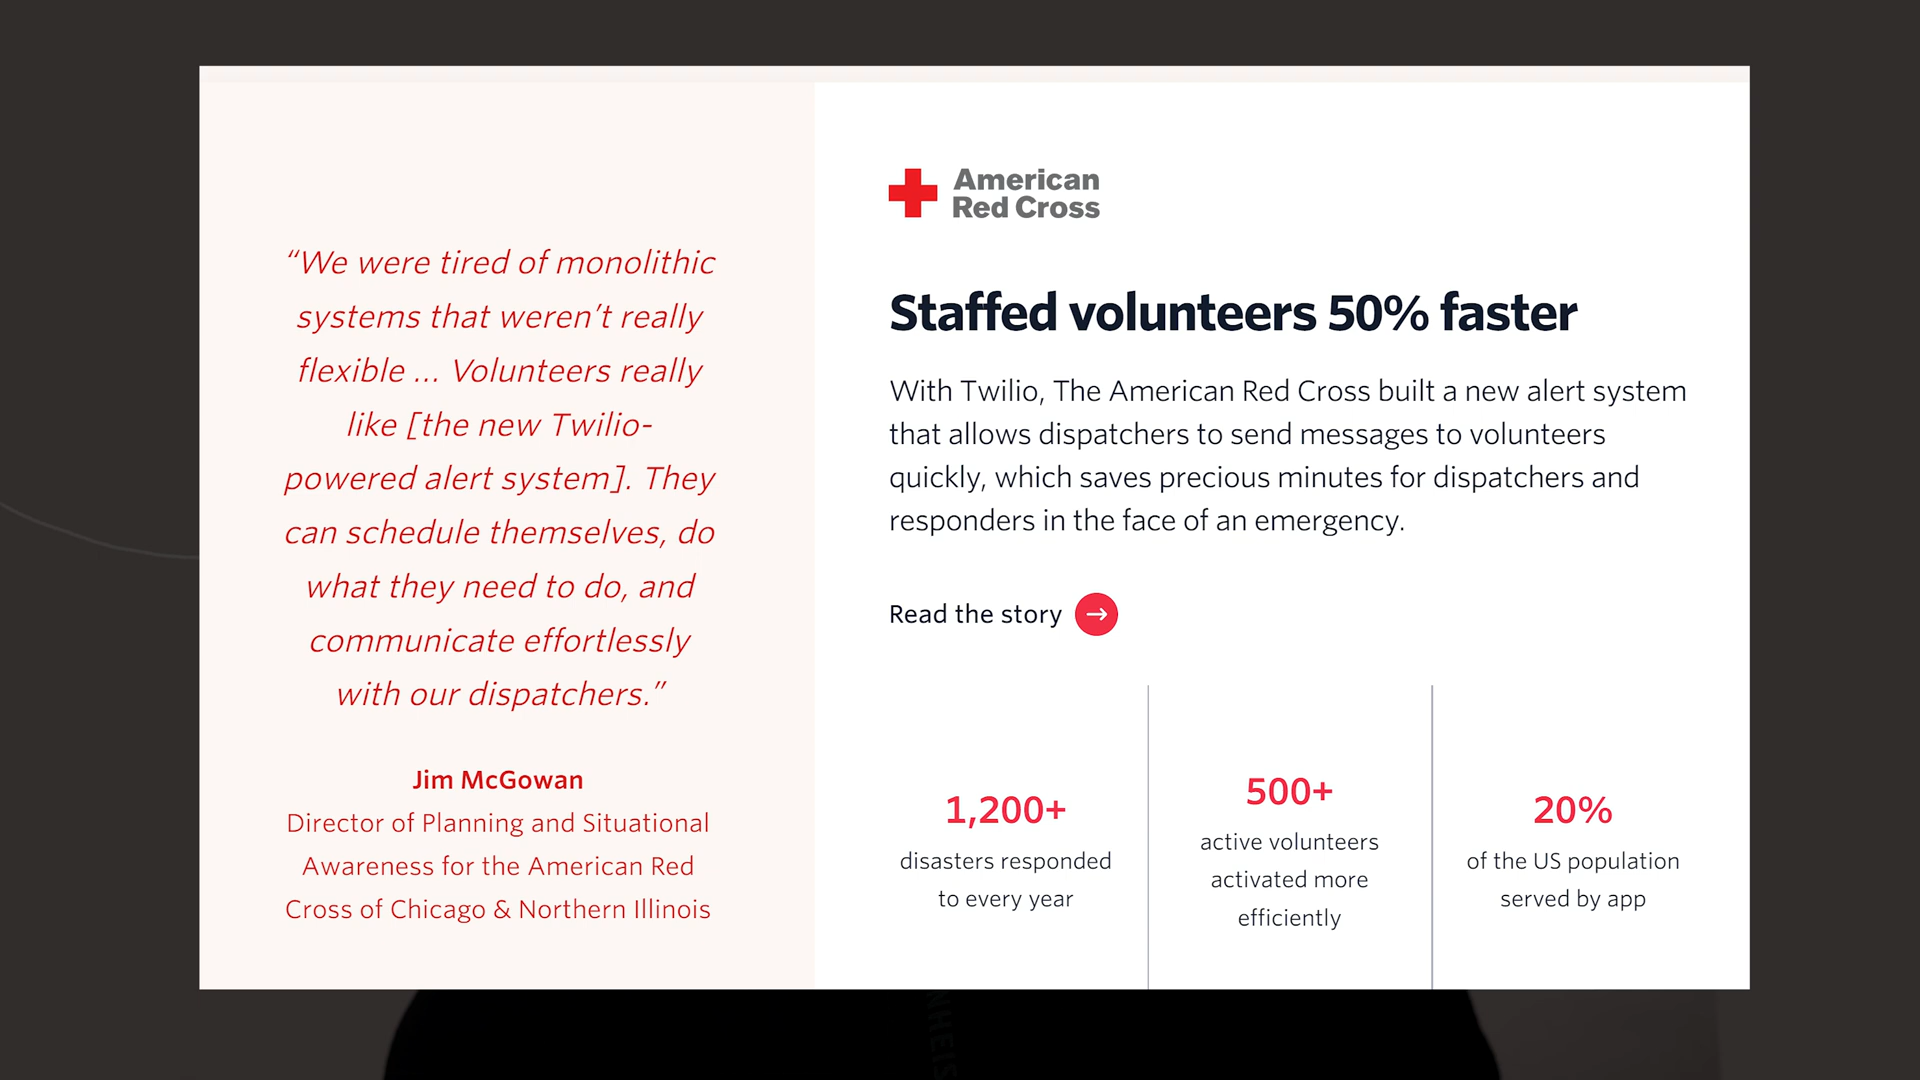 “We were tired of monolithic
systems that weren’t really
flexible ... Volunteers really
like [the new Twilio-
powered alert system]. They
can schedule themselves, do
what they need to do, and
communicate effortlessly
with our dispatchers.”
Jim McGowan
Director of Planning and Situational
Awareness for the American Red
Cross of Chicago & Northern Illinois
American
Red Cross
Staffed volunteers 50% faster
With Twilio, The American Red Cross built a new alert system
that allows dispatchers to send messages to volunteers
quickly, which saves precious minutes for dispatchers and
responders in the face of an emergency.
Read the story
1,200+
disasters responded
to every year
500+
active volunteers
activated more
efficiently
20%
of the US population
served by app